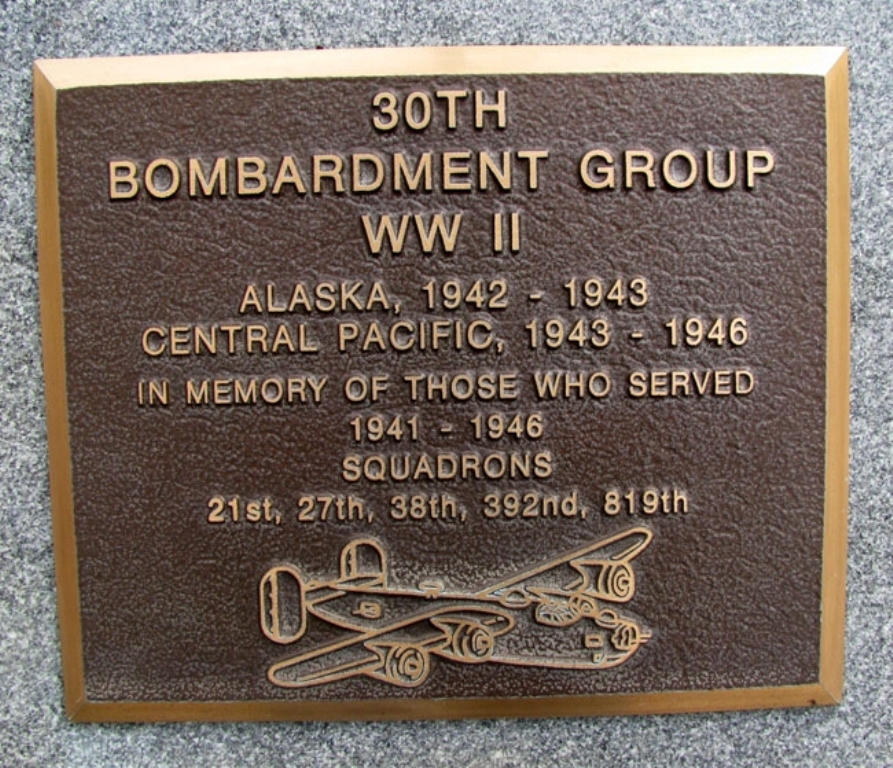 30TH
BOMBARDMENT GROUP
WW II
ALASKA, 1942 - 1943
CENTRAL PACIFIC, 1943 - 1946
IN MEMORY OF THOSE WHO SERVED
1941 - 1946
SQUADRONS
21st, 27th, 38th, 392nd, 819th